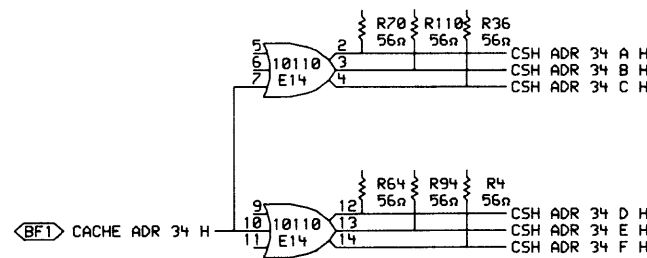 R70 R110 R36
56Ω 56Ω 56Ω
5 2 CSH ADR 34 A H
6 10110 3 CSH ADR 34 B H
7 E14 4 CSH ADR 34 C H
R64 R94 R4
56Ω 56Ω 56Ω
9 12 CSH ADR 34 D H
BF1 CACHE ADR 34 H 10 10110 13 CSH ADR 34 E H
11 E14 14 CSH ADR 34 F H